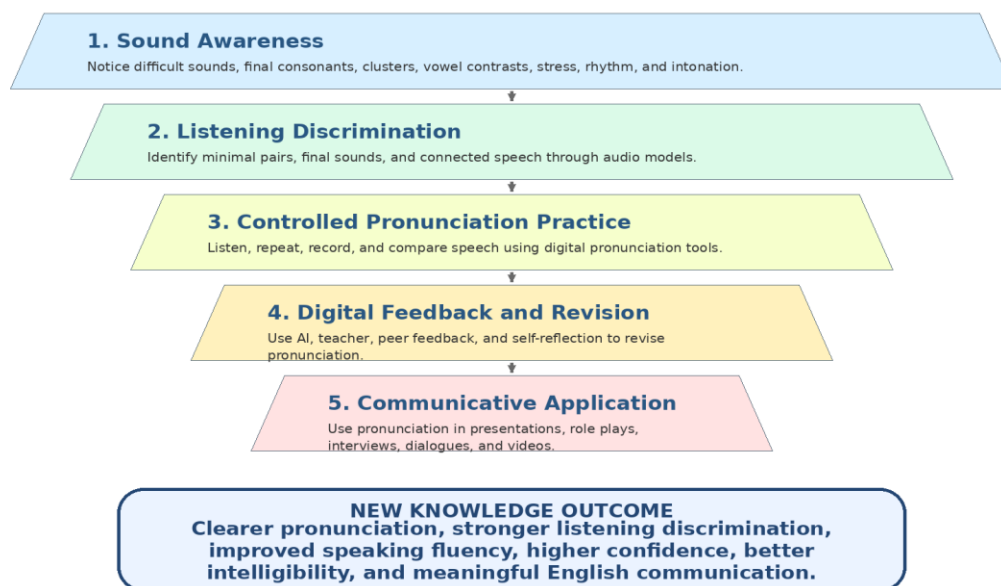 1. Sound Awareness
Notice difficult sounds, final consonants, clusters, vowel contrasts, stress, rhythm, and intonation.
2. Listening Discrimination
Identify minimal pairs, final sounds, and connected speech through audio models.
3. Controlled Pronunciation Practice
Listen, repeat, record, and compare speech using digital pronunciation tools.
4. Digital Feedback and Revision
Use AI, teacher, peer feedback, and self-reflection to revise
pronunciation.
5. Communicative Application
Use pronunciation in presentations, role plays,
interviews, dialogues, and videos.
NEW KNOWLEDGE OUTCOME
Clearer pronunciation, stronger listening discrimination,
improved speaking fluency, higher confidence, better
intelligibility, and meaningful English communication.